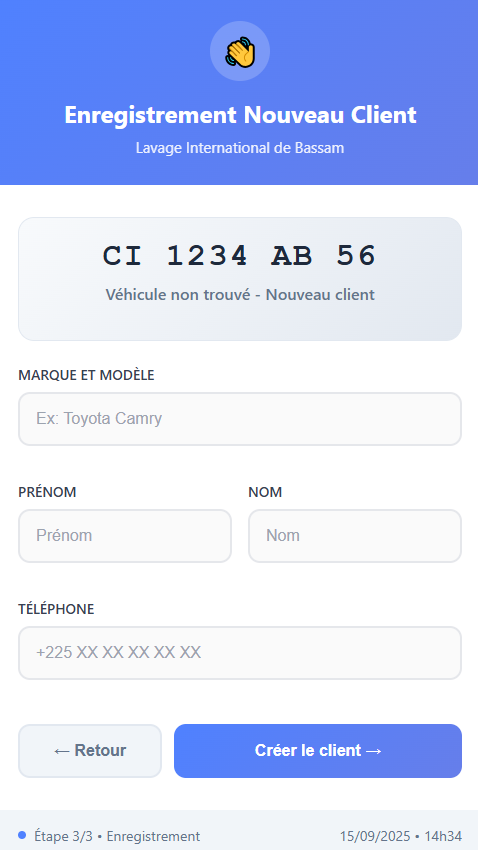 Enregistrement Nouveau Client
Lavage International de Bassam
CI 1234 AB 56
Véhicule non trouvé - Nouveau client
MARQUE ET MODÈLE
Ex: Toyota Camry
PRÉNOM NOM
Prénom Nom
TÉLÉPHONE
+225 XX XX XX XX XX
← Retour Créer le client →
Étape 3/3 • Enregistrement 15/09/2025 • 14h34